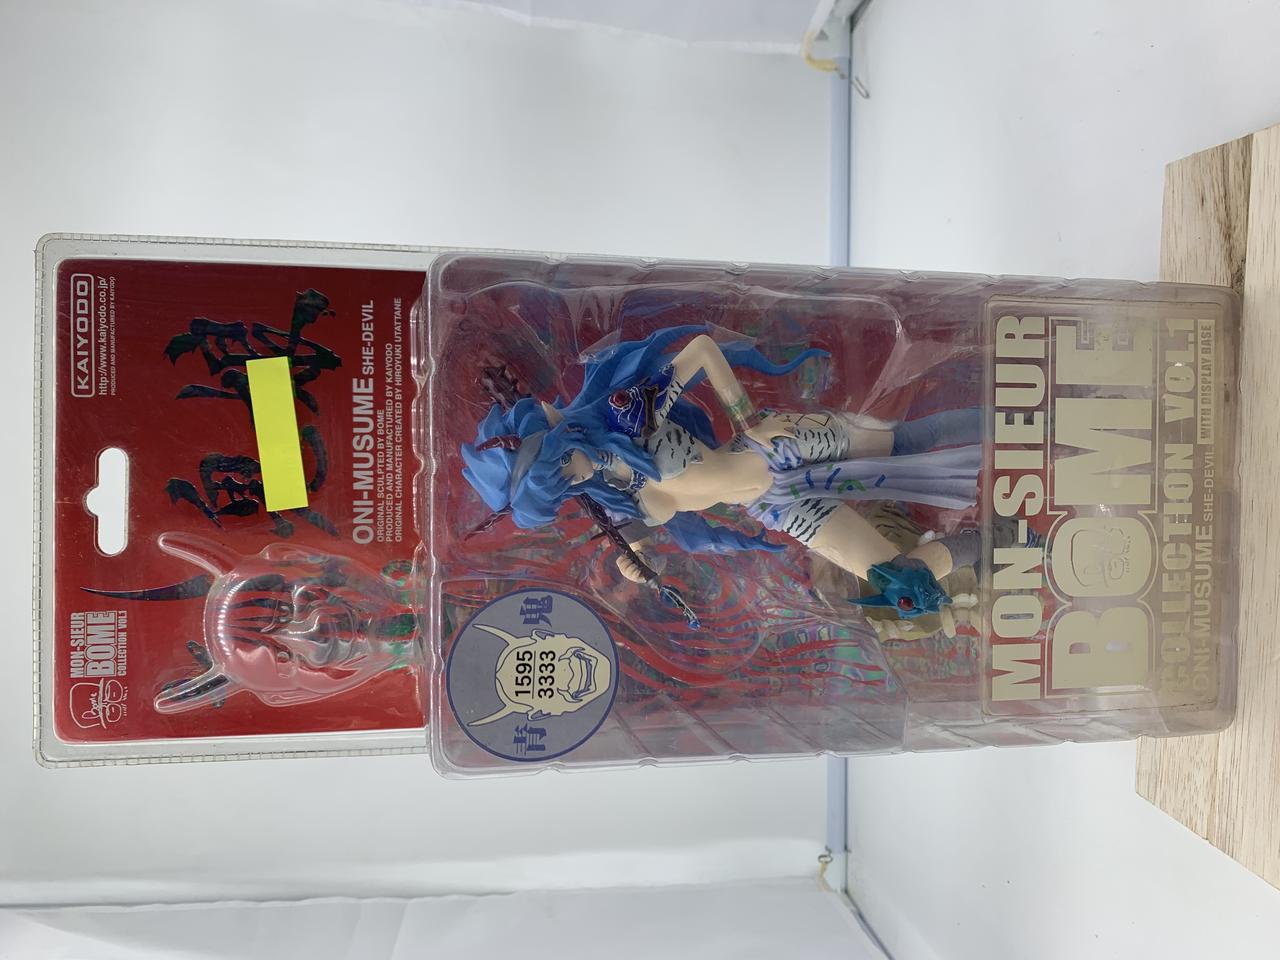 KAIYODO
http://www.kaiyodo.co.jp/
PRODUCED AND MANUFACTURED BY KAIYODO
鬼娘
ONI-MUSUME SHE-DEVIL
ORIGINAL SCULPTED BY BOME
PRODUCED AND MANUFACTURED BY KAIYODO
ORIGINAL CHARACTER CREATED BY HIROYUKI UTATTANE
MON-SIEUR
BOME
COLLECTION VOL.1
青鬼
1595
3333
MON-SIEUR
BOME
COLLECTION VOL.1
ONI-MUSUME SHE-DEVIL WITH DISPLAY BASE